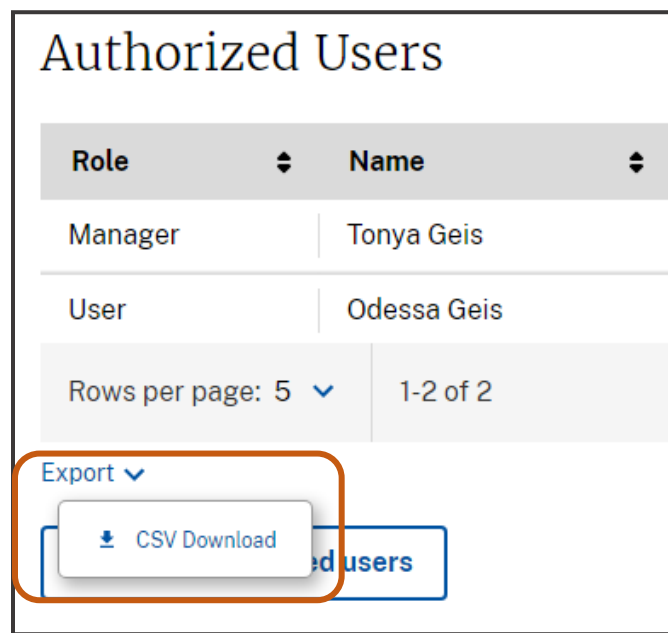 Authorized Users
Role Name
Manager Tonya Geis
User Odessa Geis
Rows per page: 5 1-2 of 2
Export
CSV Download
users